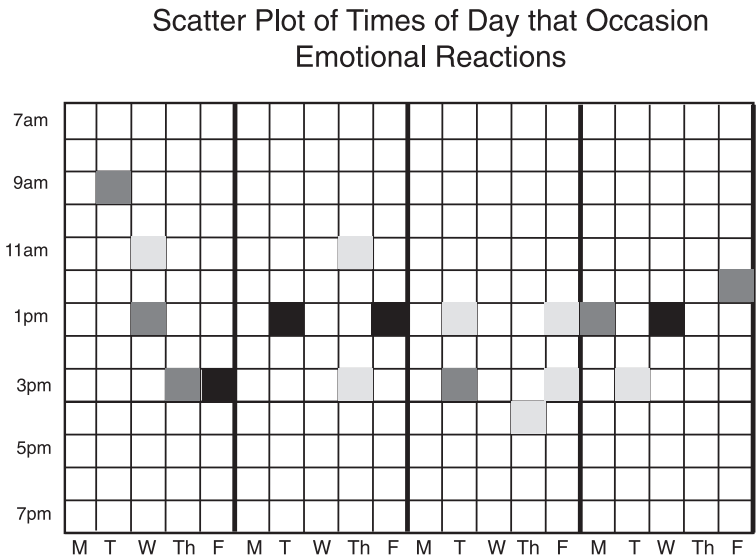 Scatter Plot of Times of Day that Occasion
Emotional Reactions
7am
9am
11am
1pm
3pm
5pm
7pm
M T W Th F M T W Th F M T W Th F M T W Th F